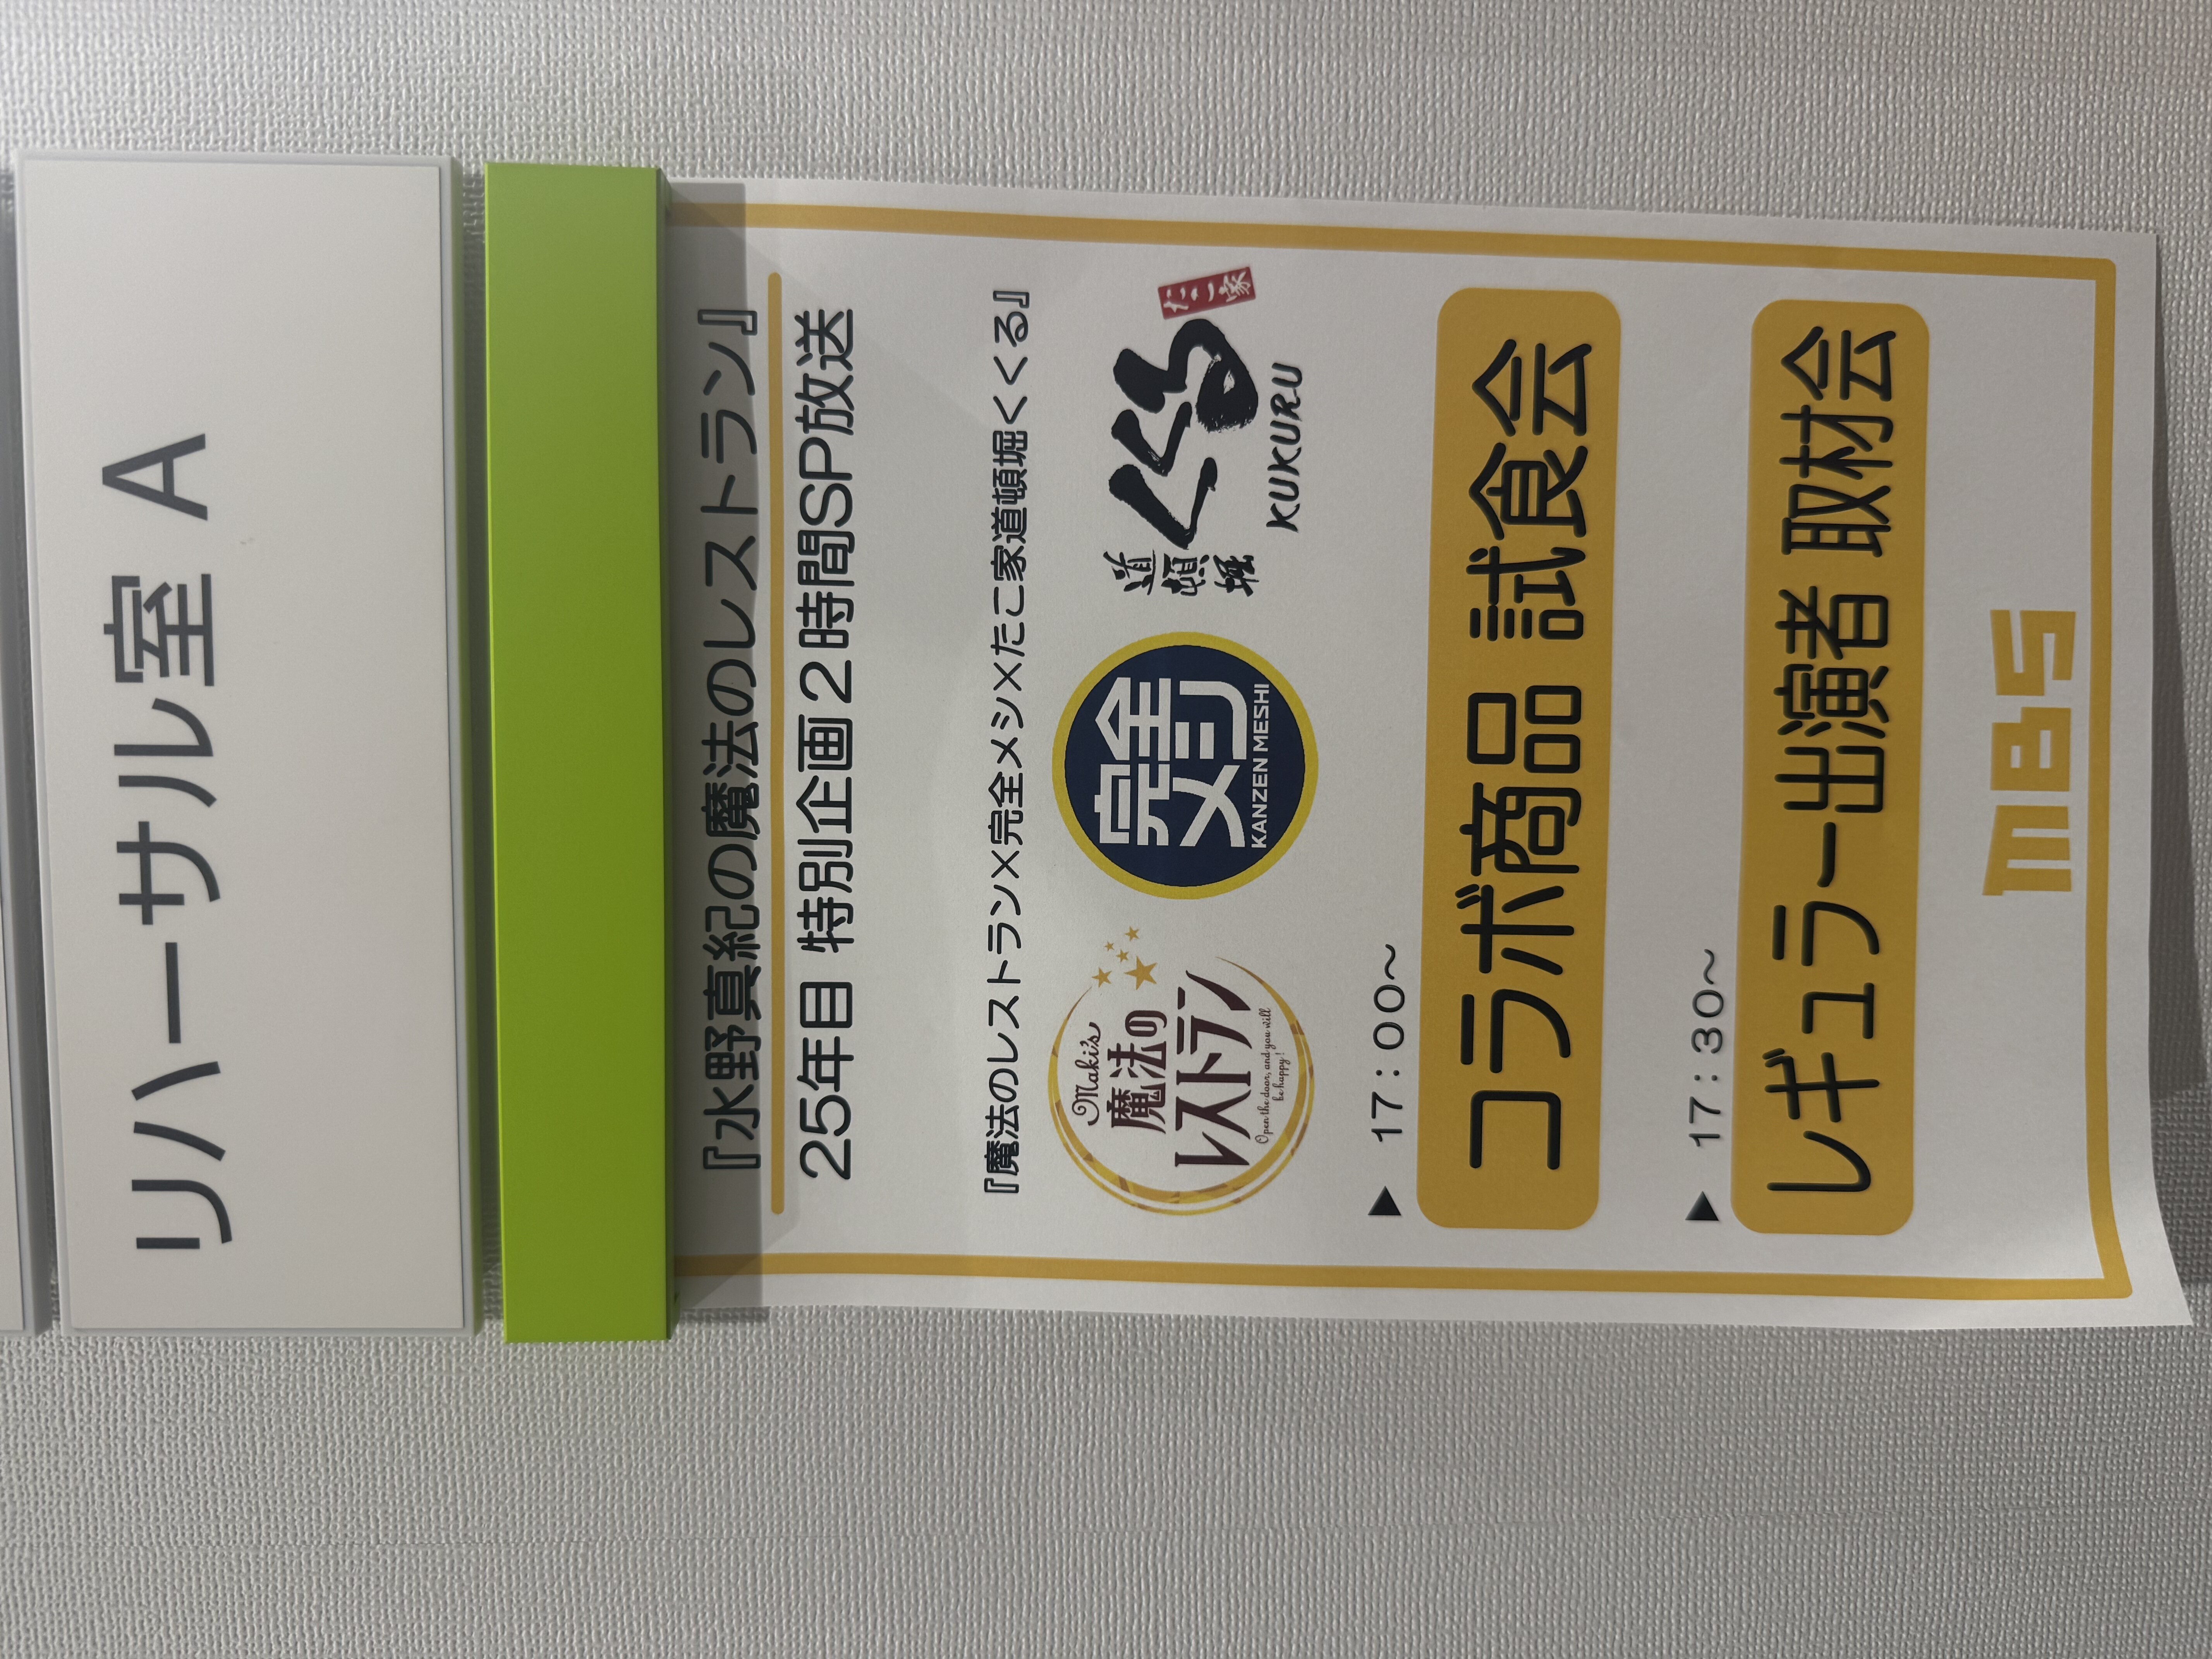 リハーサル室 A
『水野真紀の魔法のレストラン』
25年目 特別企画２時間SP放送
『魔法のレストラン×完全メシ×たこ家道頓堀くくる』
Maki's
魔法の
レストラン
Open the door, and you will
be happy!
完全
メシ
KANZEN MESHI
道頓堀
くくる
たこ家
KUKURU
▶ 17：00〜
コラボ商品 試食会
▶ 17：30〜
レギュラー出演者 取材会
MBS